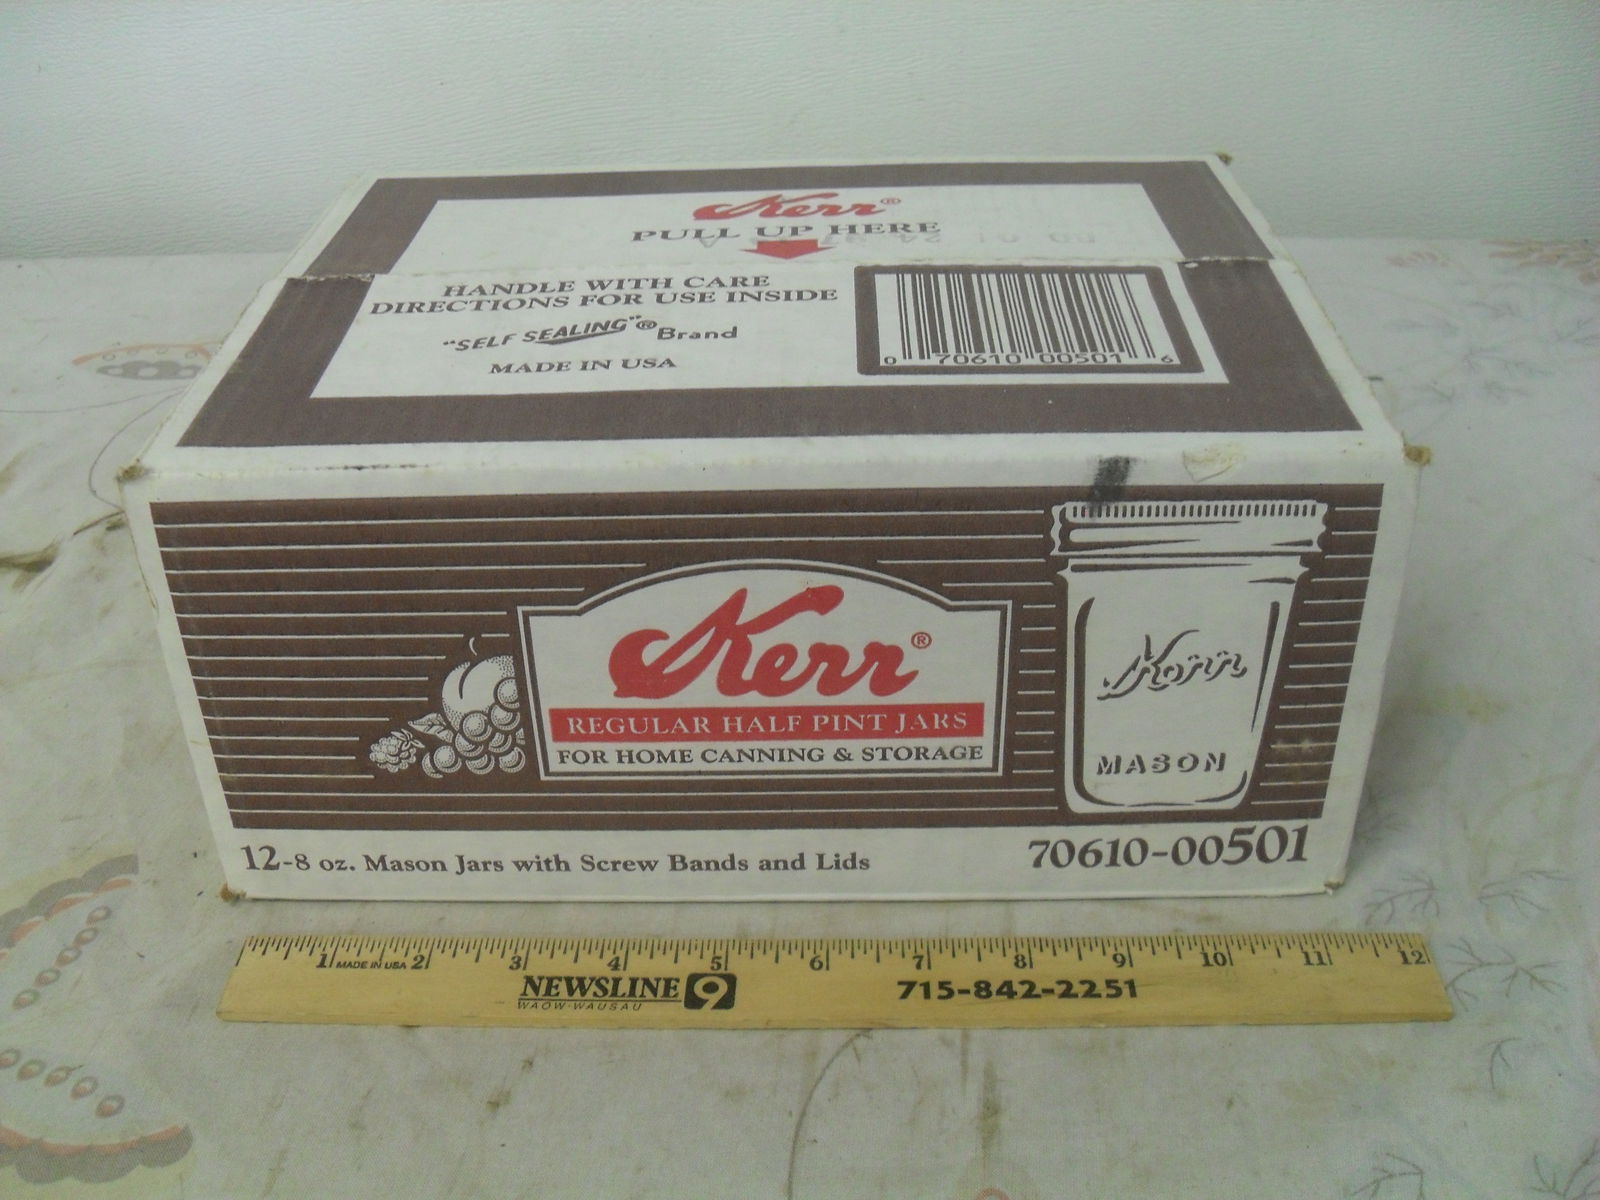 Kerr®
PULL UP HERE
HANDLE WITH CARE
DIRECTIONS FOR USE INSIDE
"SELF SEALING"® Brand
MADE IN USA
0 70610 00501 6
Kerr®
REGULAR HALF PINT JARS
FOR HOME CANNING & STORAGE
Kerr
MASON
12-8 oz. Mason Jars with Screw Bands and Lids
70610-00501
1 MADE IN USA 2 3 4 5 6 7 8 9 10 11 12
NEWSLINE 9 715-842-2251
WAOW·WAUSAU